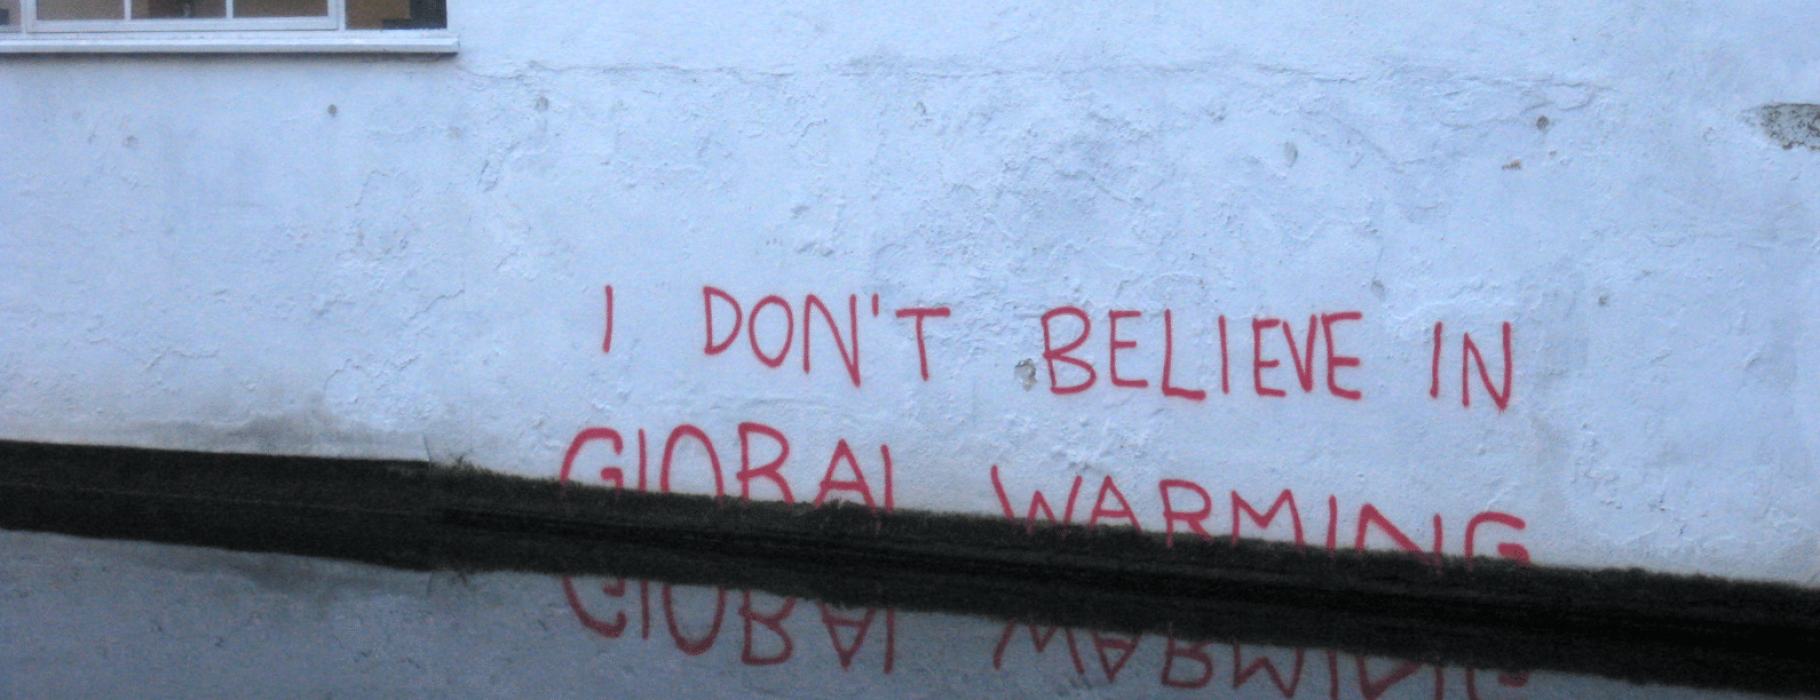 I DON'T BELIEVE IN
GLOBAL WARMING